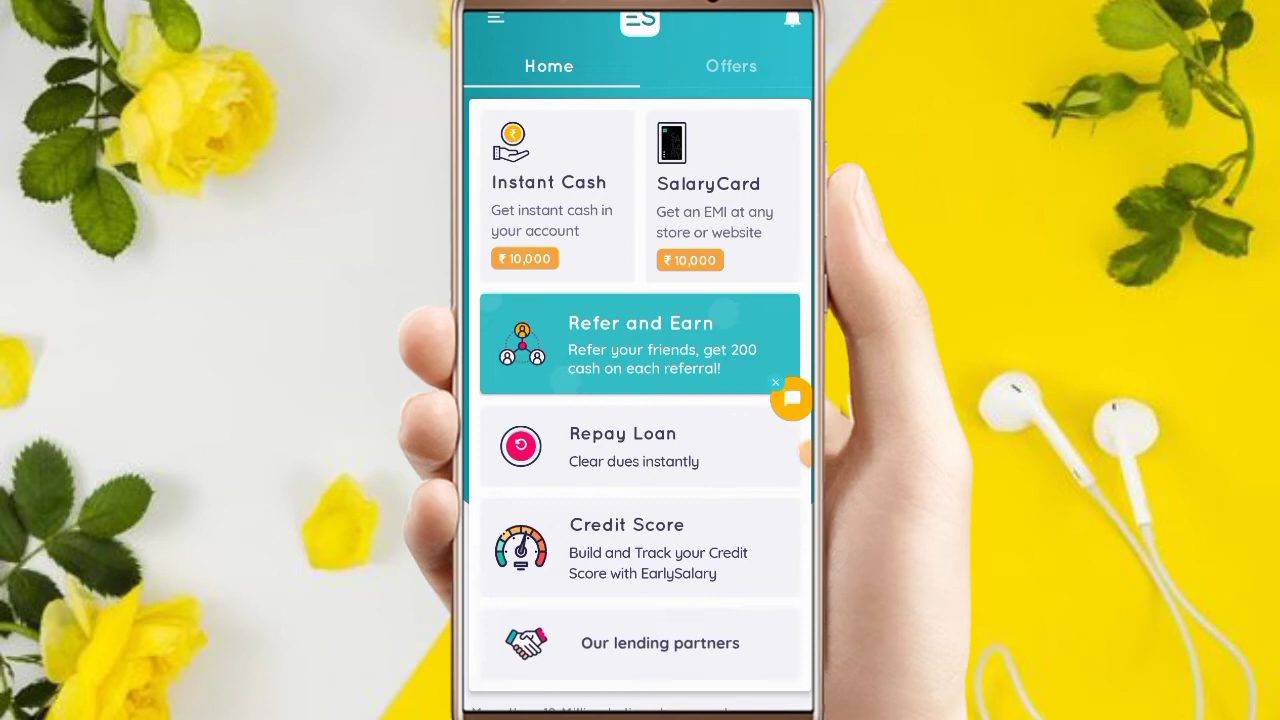 ES
Home
Offers
Instant Cash
Get instant cash in
your account
₹ 10,000
SalaryCard
Get an EMI at any
store or website
₹ 10,000
Refer and Earn
Refer your friends, get 200
cash on each referral!
Repay Loan
Clear dues instantly
Credit Score
Build and Track your Credit
Score with EarlySalary
Our lending partners